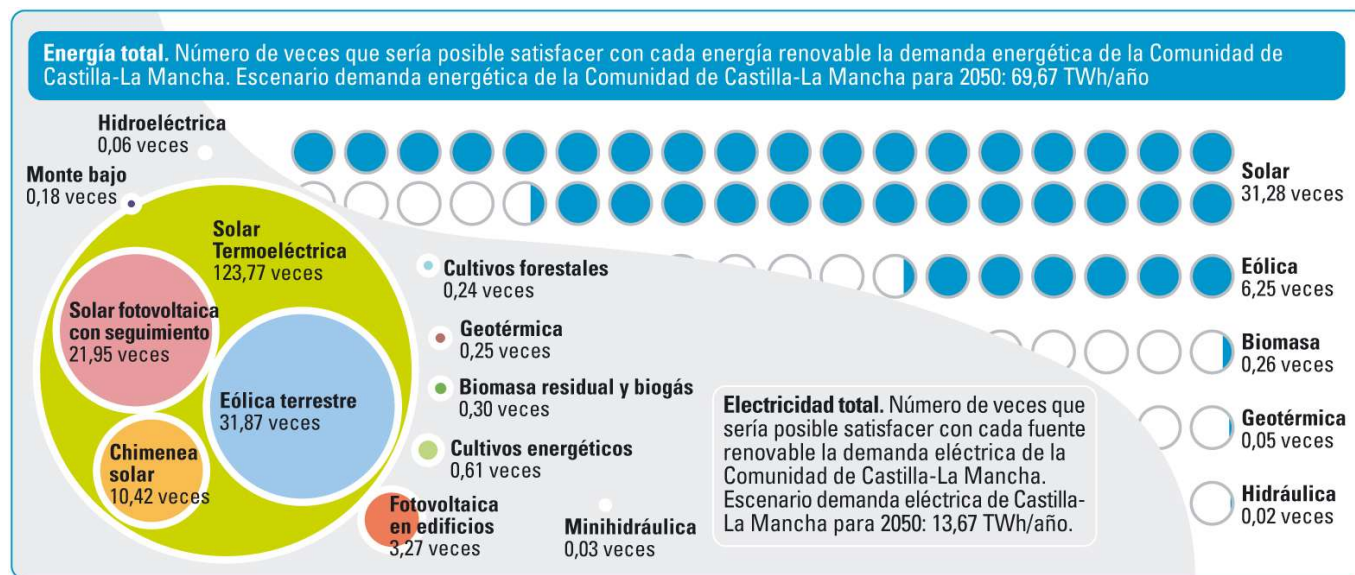 Energía total. Número de veces que sería posible satisfacer con cada energía renovable la demanda energética de la Comunidad de
Castilla-La Mancha. Escenario demanda energética de la Comunidad de Castilla-La Mancha para 2050: 69,67 TWh/año
Hidroeléctrica
0,06 veces
Monte bajo
0,18 veces
Solar
Termoeléctrica
123,77 veces
Solar fotovoltaica
con seguimiento
21,95 veces
Eólica terrestre
31,87 veces
Chimenea
solar
10,42 veces
Cultivos forestales
0,24 veces
Geotérmica
0,25 veces
Biomasa residual y biogás
0,30 veces
Cultivos energéticos
0,61 veces
Fotovoltaica
en edificios
3,27 veces
Minihidráulica
0,03 veces
Electricidad total. Número de veces que
sería posible satisfacer con cada fuente
renovable la demanda eléctrica de la
Comunidad de Castilla-La Mancha.
Escenario demanda eléctrica de Castilla-
La Mancha para 2050: 13,67 TWh/año.
Solar
31,28 veces
Eólica
6,25 veces
Biomasa
0,26 veces
Geotérmica
0,05 veces
Hidráulica
0,02 veces